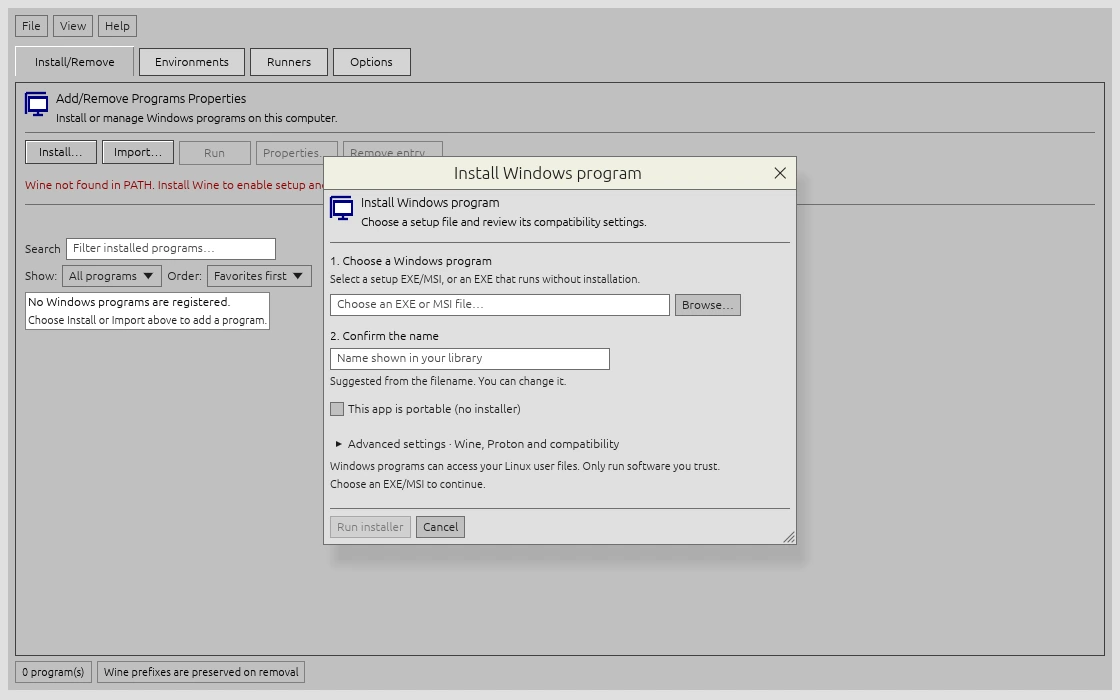 File View Help
Install/Remove Environments Runners Options
Add/Remove Programs Properties
Install or manage Windows programs on this computer.
Install... Import... Run Properties... Remove entry
Wine not found in PATH. Install Wine to enable setup an
Search Filter installed programs...
Show: All programs Order: Favorites first
No Windows programs are registered.
Choose Install or Import above to add a program.
Install Windows program
Install Windows program
Choose a setup file and review its compatibility settings.
1. Choose a Windows program
Select a setup EXE/MSI, or an EXE that runs without installation.
Choose an EXE or MSI file... Browse...
2. Confirm the name
Name shown in your library
Suggested from the filename. You can change it.
This app is portable (no installer)
Advanced settings · Wine, Proton and compatibility
Windows programs can access your Linux user files. Only run software you trust.
Choose an EXE/MSI to continue.
Run installer Cancel
0 program(s) Wine prefixes are preserved on removal